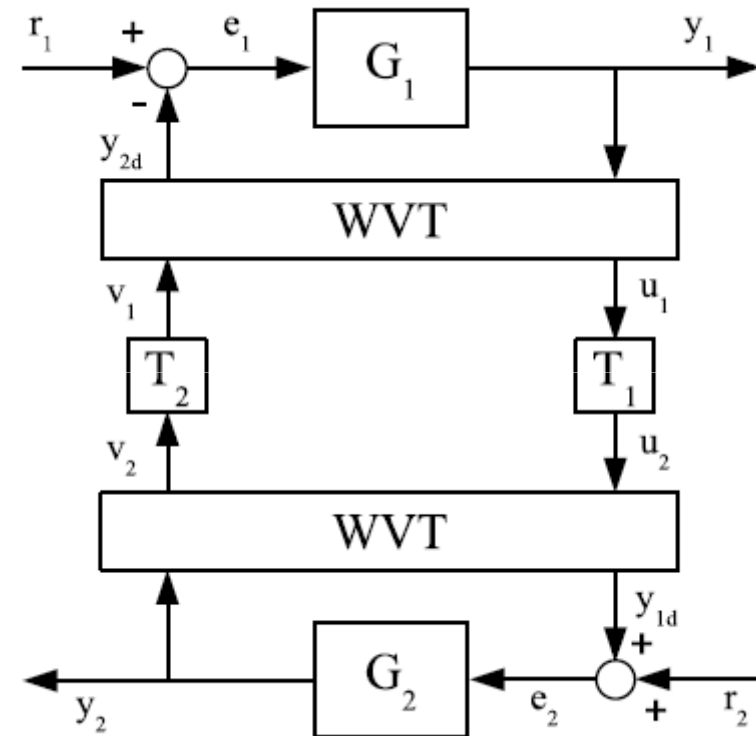 r₁ + e₁ G₁ y₁
-
y₂d
WVT
v₁ u₁
T₂ T₁
v₂ u₂
WVT
y₁d
+
y₂ G₂ e₂ + r₂